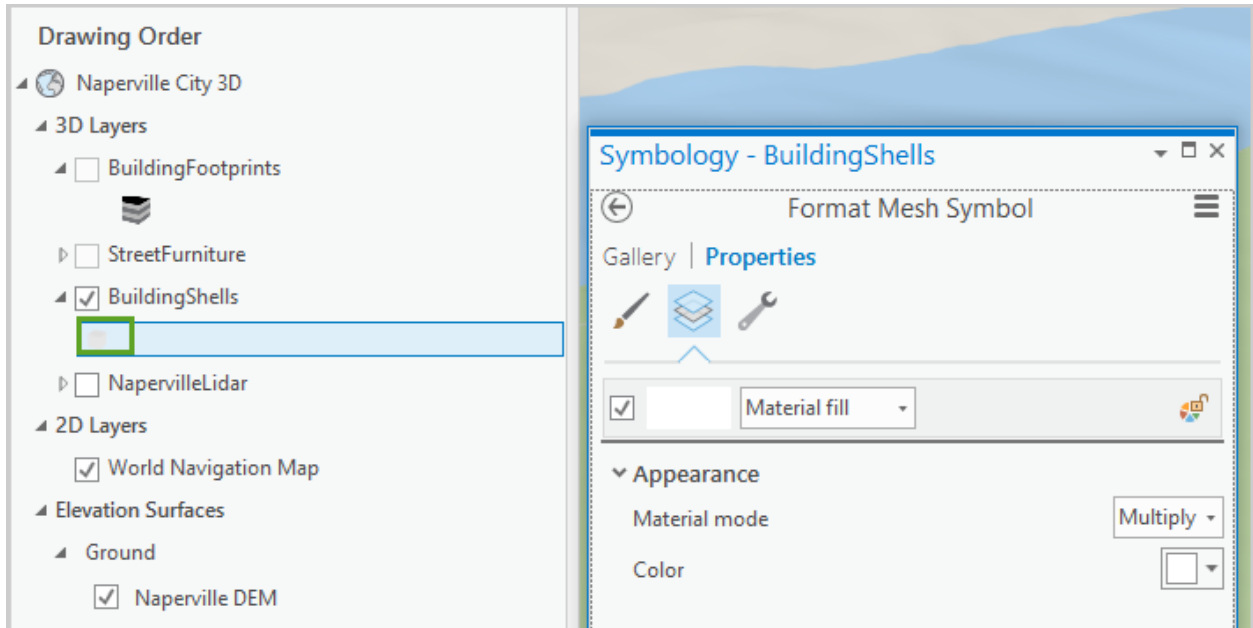 Drawing Order
Naperville City 3D
3D Layers
BuildingFootprints
StreetFurniture
BuildingShells
NapervilleLidar
2D Layers
World Navigation Map
Elevation Surfaces
Ground
Naperville DEM
Symbology - BuildingShells
Format Mesh Symbol
Gallery | Properties
Material fill
Appearance
Material mode Multiply
Color